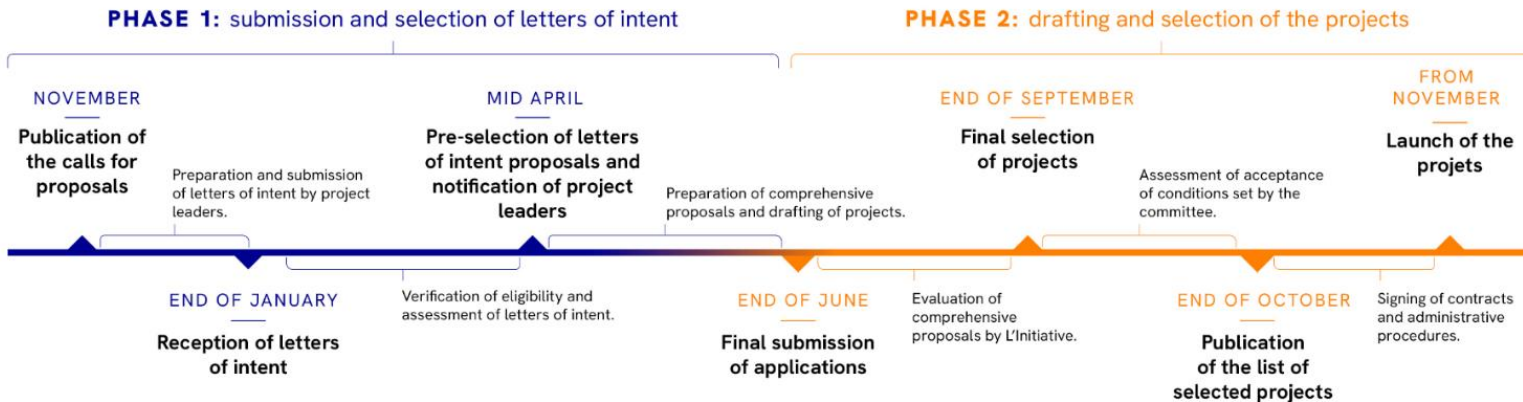 PHASE 1: submission and selection of letters of intent
PHASE 2: drafting and selection of the projects
NOVEMBER
Publication of
the calls for
proposals
Preparation and submission
of letters of intent by project
leaders.
END OF JANUARY
Reception of letters
of intent
Verification of eligibility and
assessment of letters of intent.
MID APRIL
Pre-selection of letters
of intent proposals and
notification of project
leaders
Preparation of comprehensive
proposals and drafting of projects.
END OF JUNE
Final submission
of applications
Evaluation of
comprehensive
proposals by L’Initiative.
END OF SEPTEMBER
Final selection
of projects
Assessment of acceptance
of conditions set by the
committee.
END OF OCTOBER
Publication
of the list of
selected projects
Signing of contracts
and administrative
procedures.
FROM
NOVEMBER
Launch of the
projets